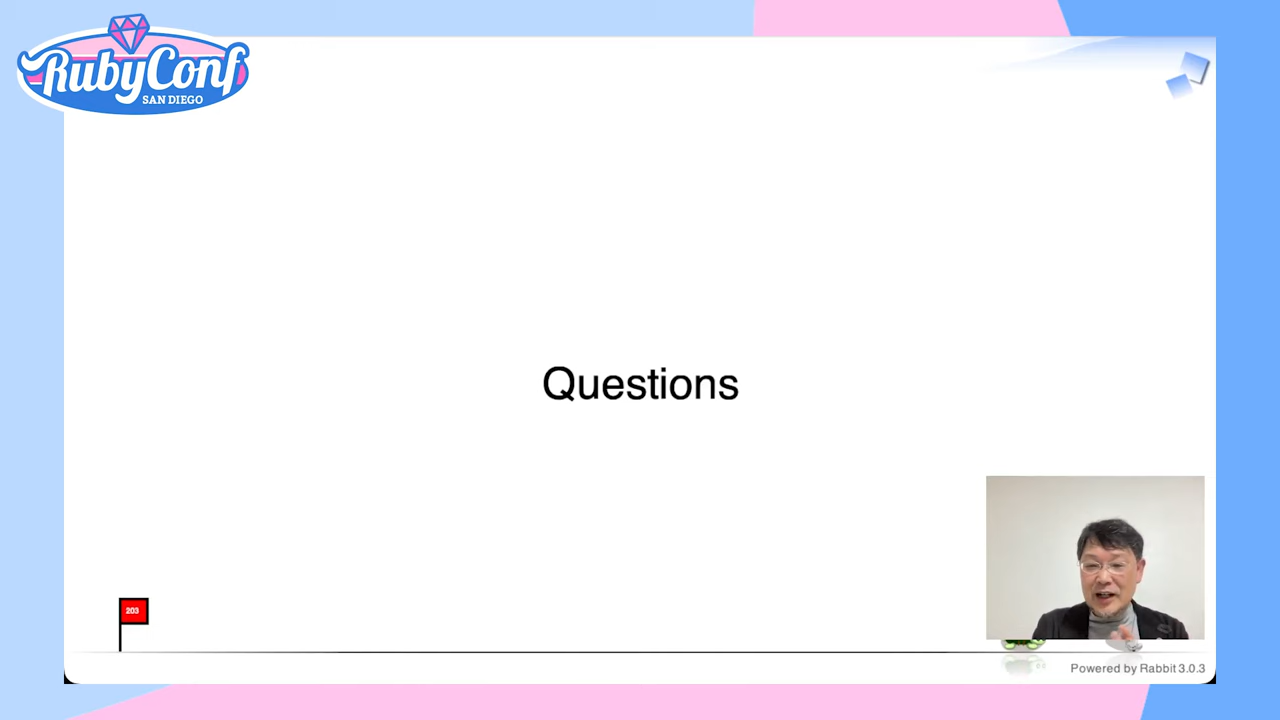 RubyConf
SAN DIEGO
Questions
203
Powered by Rabbit 3.0.3